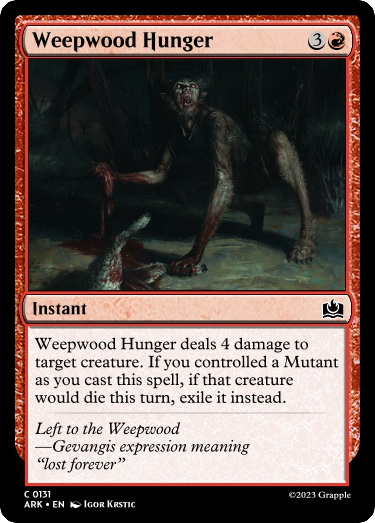 Weepwood Hunger 3
Instant
Weepwood Hunger deals 4 damage to
target creature. If you controlled a Mutant
as you cast this spell, if that creature
would die this turn, exile it instead.
Left to the Weepwood
—Gevangis expression meaning
“lost forever”
C 0131
ARK • EN Igor Krstic
©2023 Grapple